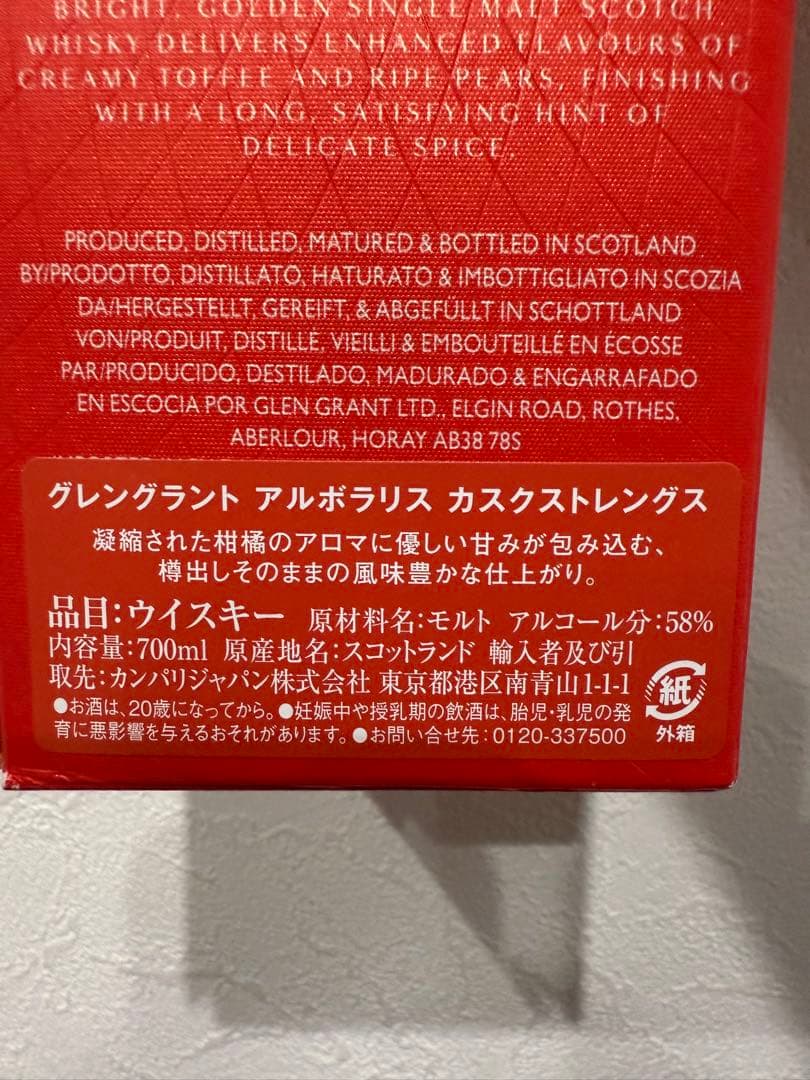 BRIGHT, GOLDEN SINGLE MALT SCOTCH
WHISKY DELIVERS ENHANCED FLAVOURS OF
CREAMY TOFFEE AND RIPE PEARS, FINISHING
WITH A LONG, SATISFYING HINT OF
DELICATE SPICE.
PRODUCED, DISTILLED, MATURED & BOTTLED IN SCOTLAND
BY/PRODOTTO, DISTILLATO, HATURATO & IMBOTTIGLIATO IN SCOZIA
DA/HERGESTELLT, GEREIFT, & ABGEFÜLLT IN SCHOTTLAND
VON/PRODUIT, DISTILLÉ, VIEILLI & EMBOUTEILLÉ EN ÉCOSSE
PAR/PRODUCIDO, DESTILADO, MADURADO & ENGARRAFADO
EN ESCOCIA POR GLEN GRANT LTD., ELGIN ROAD, ROTHES,
ABERLOUR, HORAY AB38 78S
グレングラント アルボラリス カスクストレングス
凝縮された柑橘のアロマに優しい甘みが包み込む、
樽出しそのままの風味豊かな仕上がり。
品目:ウイスキー 原材料名:モルト アルコール分:58%
内容量:700ml 原産地名:スコットランド 輸入者及び引
取先:カンパリジャパン株式会社 東京都港区南青山1-1-1
●お酒は、20歳になってから。●妊娠中や授乳期の飲酒は、胎児・乳児の発
育に悪影響を与えるおそれがあります。●お問い合せ先:0120-337500
紙
外箱